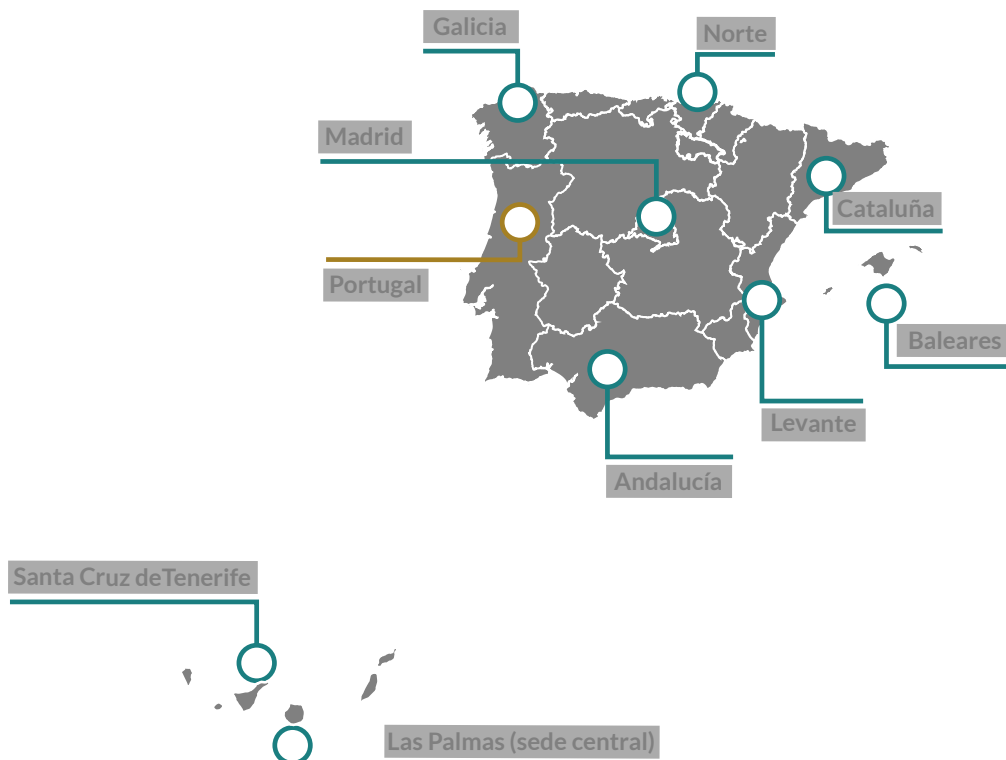 Galicia
Norte
Madrid
Cataluña
Portugal
Baleares
Levante
Andalucía
Santa Cruz deTenerife
Las Palmas (sede central)